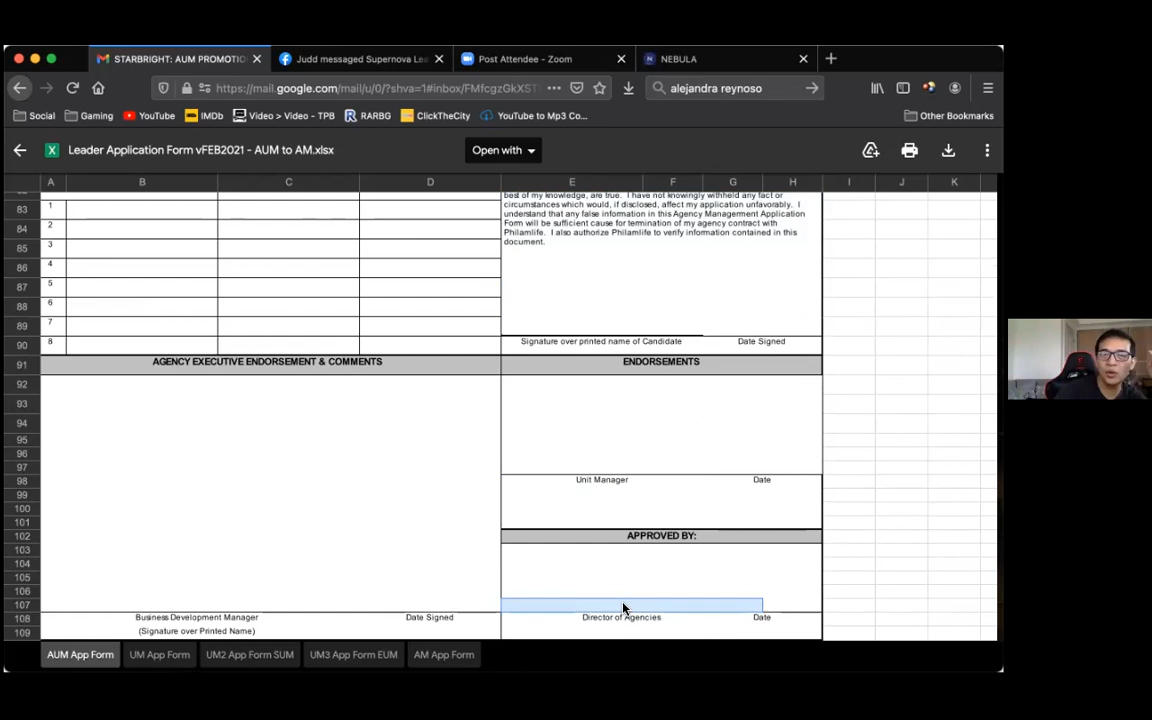 STARBRIGHT: AUM PROMOTIO
Judd messaged Supernova Lea
Post Attendee - Zoom
NEBULA
https://mail.google.com/mail/u/0/?shva=1#inbox/FMfcgzGkXST
alejandra reynoso
Social
Gaming
YouTube
IMDb
Video > Video - TPB
RARBG
ClickTheCity
YouTube to Mp3 Co...
Other Bookmarks
X
Leader Application Form vFEB2021 - AUM to AM.xlsx
Open with
A B C D E F G H I J K
best of my knowledge, are true. I have not knowingly withheld any fact or
83 1 circumstances which would, if disclosed, affect my application unfavorably. I
understand that any false information in this Agency Management Application
84 2 Form will be sufficient cause for termination of my agency contract with
Philamlife. I also authorize Philamlife to verify information contained in this
85 3 document.
86 4
87 5
88 6
89 7
90 8 Signature over printed name of Candidate Date Signed
91 AGENCY EXECUTIVE ENDORSEMENT & COMMENTS ENDORSEMENTS
92
93
94
95
96
97
98 Unit Manager Date
99
100
101
102 APPROVED BY:
103
104
105
106
107
108 Business Development Manager Date Signed Director of Agencies Date
109 (Signature over Printed Name)
AUM App Form UM App Form UM2 App Form SUM UM3 App Form EUM AM App Form